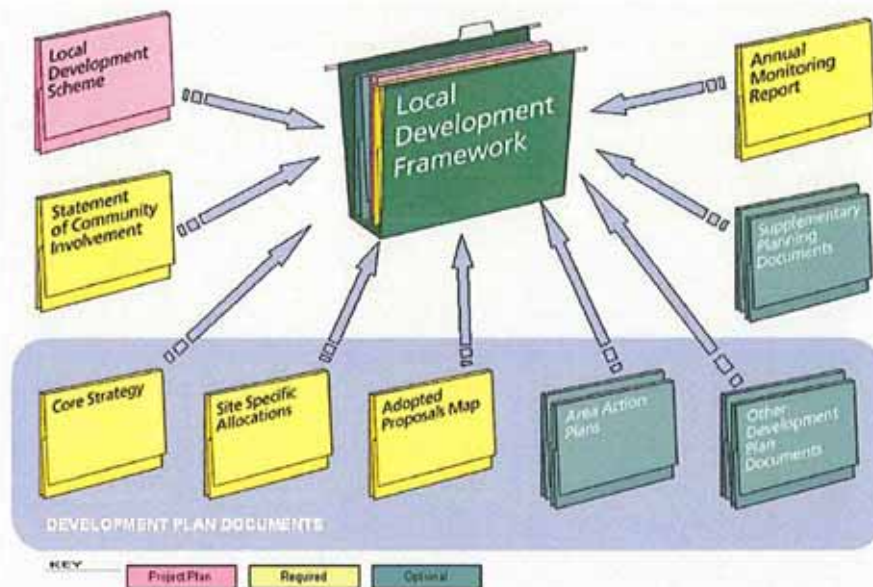 Local
Development
Scheme
Local
Development
Framework
Annual
Monitoring
Report
Statement
of Community
Involvement
Supplementary
Planning
Documents
Core Strategy
Site Specific
Allocations
Adopted
Proposals Map
Area Action
Plans
Other
Development
Plan
Documents
DEVELOPMENT PLAN DOCUMENTS
KEY
Project Plan
Required
Optional